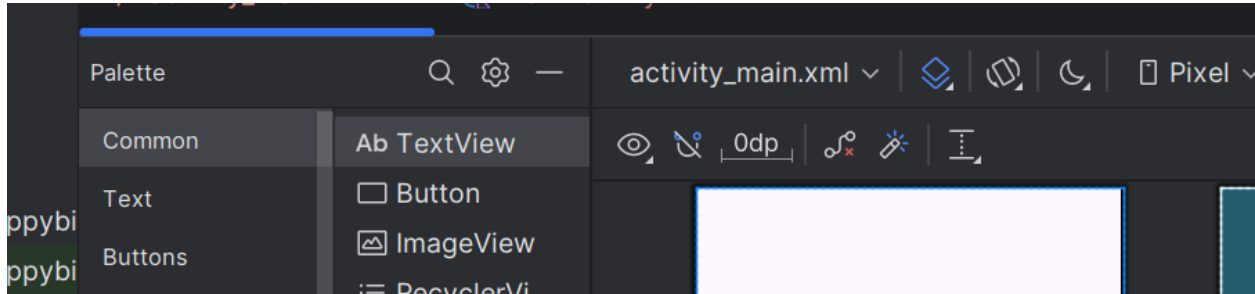 Palette
activity_main.xml
Pixel
Common
Ab TextView
0dp
Text
Button
ppybi
Buttons
ImageView
ppybi